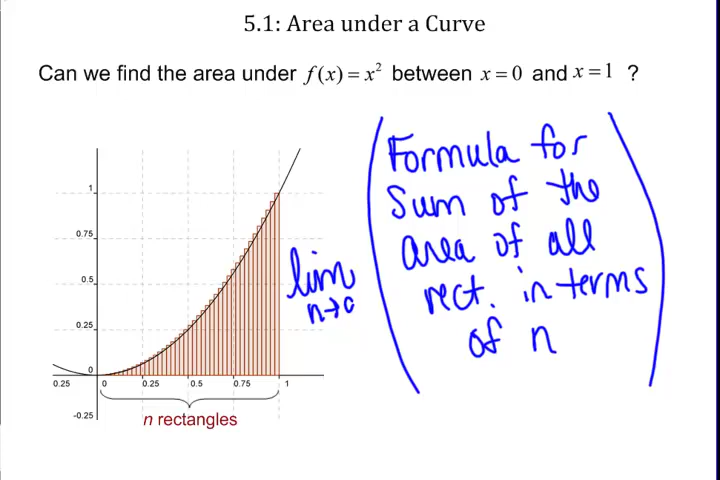 5.1: Area under a Curve
Can we find the area under f(x) = x² between x = 0 and x = 1 ?
Formula for
Sum of the
area of all
rect. in terms
of n
lim
n→0
1
0.75
0.5
0.25
0
0.25 0 0.25 0.5 0.75 1
-0.25
n rectangles